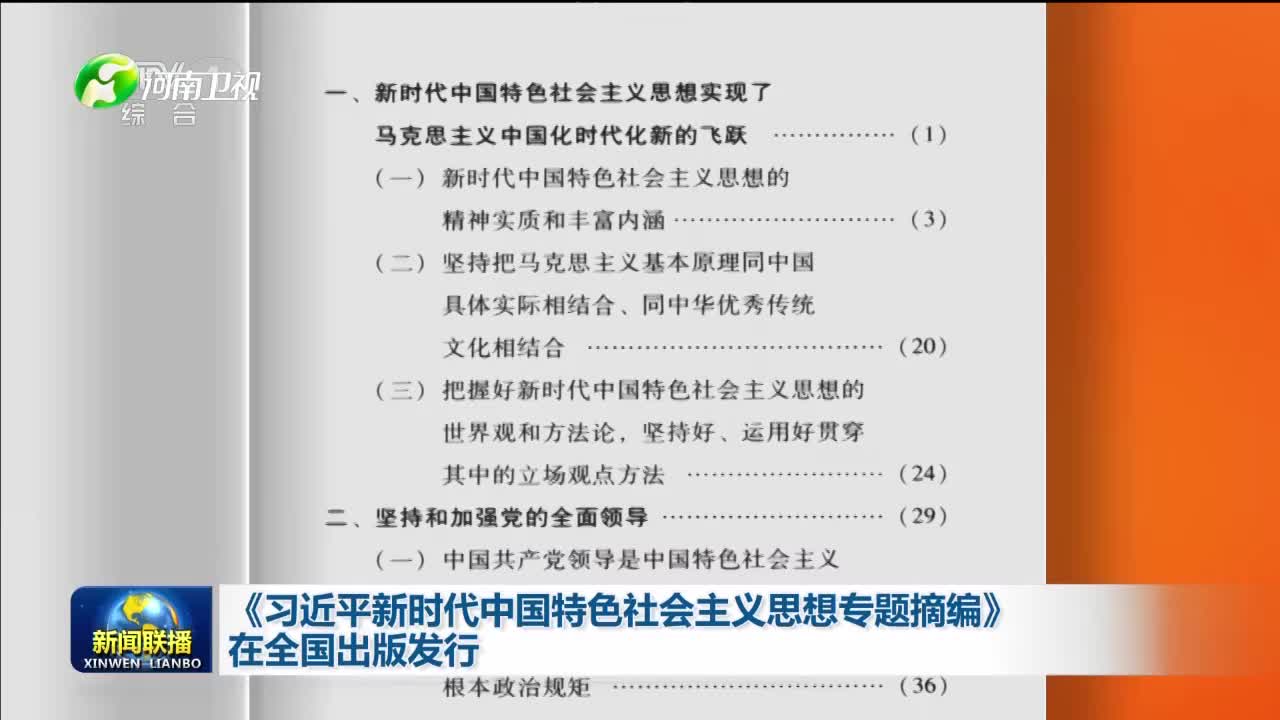 河南卫视
综合
一、新时代中国特色社会主义思想实现了
马克思主义中国化时代化新的飞跃 …………… (1)
(一) 新时代中国特色社会主义思想的
精神实质和丰富内涵 ……………………… (3)
(二) 坚持把马克思主义基本原理同中国
具体实际相结合、同中华优秀传统
文化相结合 ……………………………… (20)
(三) 把握好新时代中国特色社会主义思想的
世界观和方法论，坚持好、运用好贯穿
其中的立场观点方法 …………………… (24)
二、坚持和加强党的全面领导 ……………………… (29)
(一) 中国共产党领导是中国特色社会主义
新闻联播
XINWEN LIANBO
《习近平新时代中国特色社会主义思想专题摘编》
在全国出版发行
根本政治规矩 …………………………… (36)